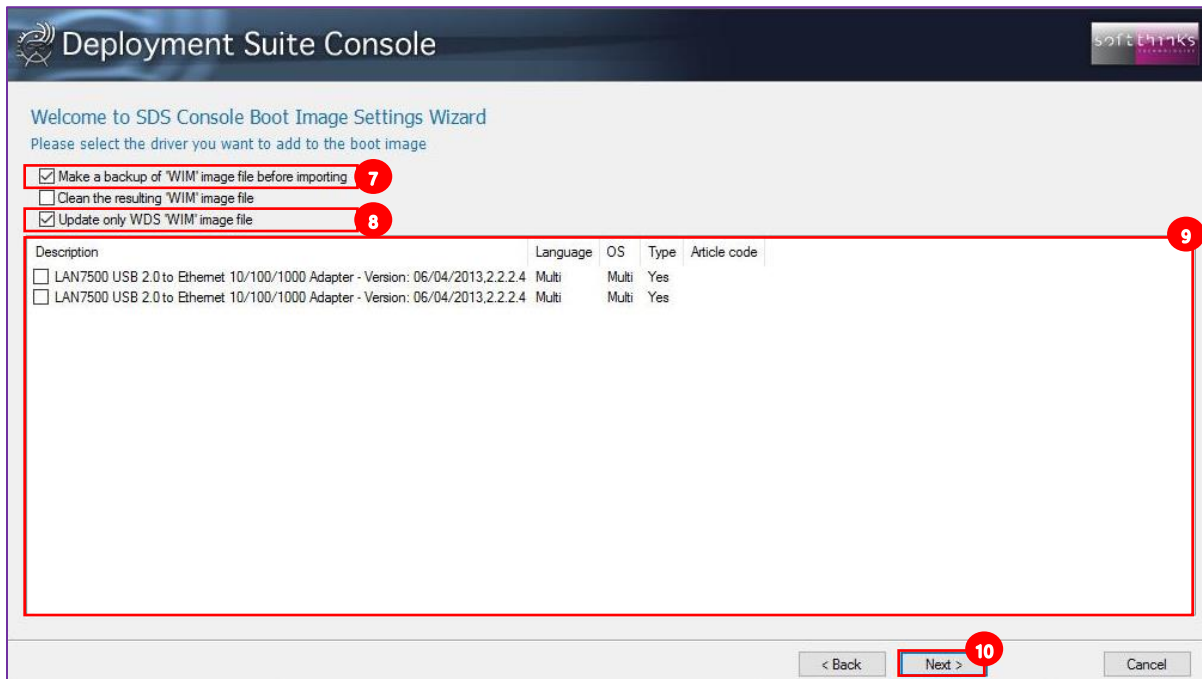 Deployment Suite Console
softthinks
TECHNOLOGIES
Welcome to SDS Console Boot Image Settings Wizard
Please select the driver you want to add to the boot image
Make a backup of 'WIM' image file before importing 7
Clean the resulting 'WIM' image file
Update only WDS 'WIM' image file 8
9
Description Language OS Type Article code
LAN7500 USB 2.0 to Ethernet 10/100/1000 Adapter - Version: 06/04/2013,2.2.2.4 Multi Multi Yes
LAN7500 USB 2.0 to Ethernet 10/100/1000 Adapter - Version: 06/04/2013,2.2.2.4 Multi Multi Yes
10
< Back Next > Cancel